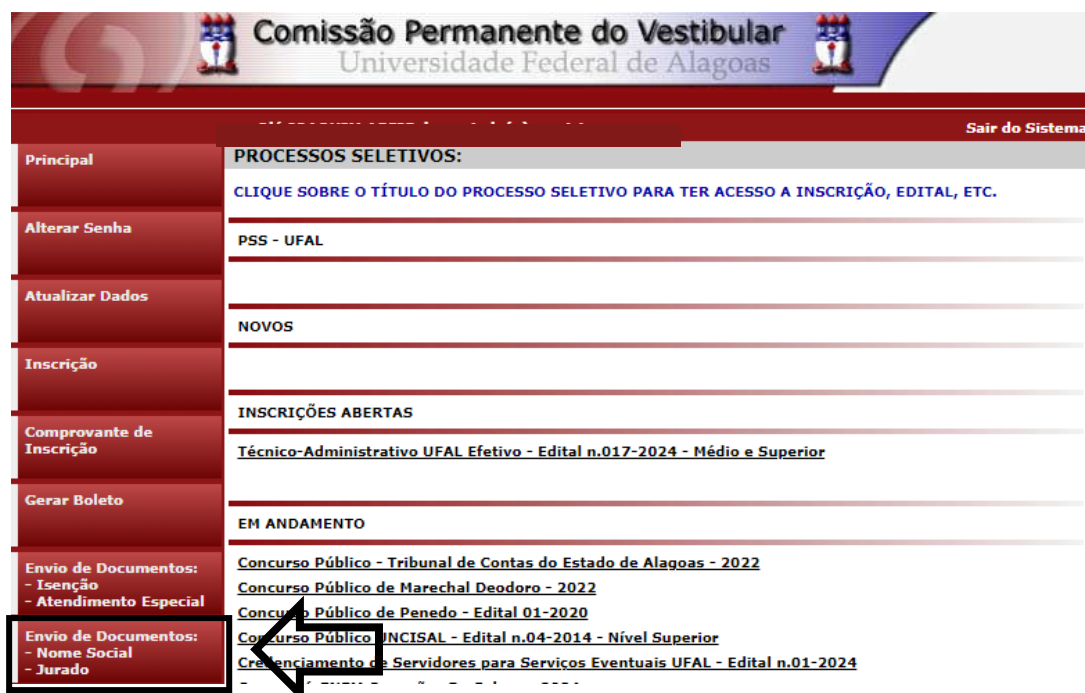 Comissão Permanente do Vestibular
Universidade Federal de Alagoas
Sair do Sistema
Principal
Alterar Senha
Atualizar Dados
Inscrição
Comprovante de
Inscrição
Gerar Boleto
Envio de Documentos:
- Isenção
- Atendimento Especial
Envio de Documentos:
- Nome Social
- Jurado
PROCESSOS SELETIVOS:
CLIQUE SOBRE O TÍTULO DO PROCESSO SELETIVO PARA TER ACESSO A INSCRIÇÃO, EDITAL, ETC.
PSS - UFAL
NOVOS
INSCRIÇÕES ABERTAS
Técnico-Administrativo UFAL Efetivo - Edital n.017-2024 - Médio e Superior
EM ANDAMENTO
Concurso Público - Tribunal de Contas do Estado de Alagoas - 2022
Concurso Público de Marechal Deodoro - 2022
Concurso Público de Penedo - Edital 01-2020
Concurso Público UNCISAL - Edital n.04-2014 - Nível Superior
Credenciamento de Servidores para Serviços Eventuais UFAL - Edital n.01-2024